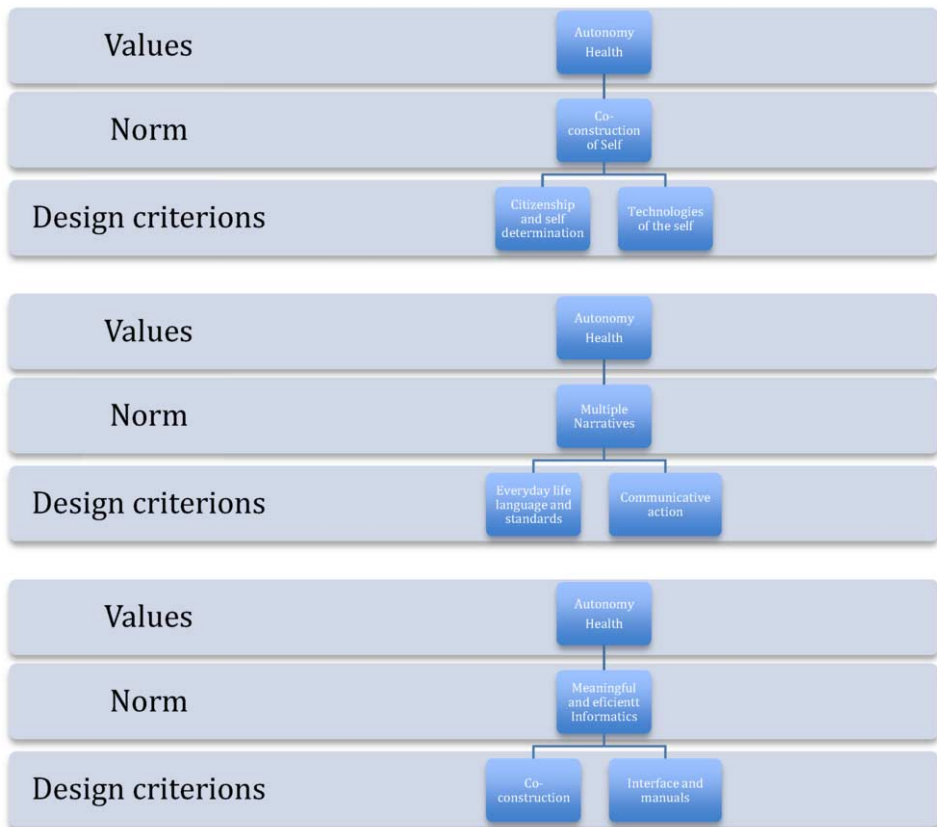 Values
Autonomy
Health
Norm
Co-
construction
of Self
Design criterions
Citizenship
and self
determination
Technologies
of the self
Values
Autonomy
Health
Norm
Multiple
Narratives
Design criterions
Everyday life
language and
standards
Communicative
action
Values
Autonomy
Health
Norm
Meaningful
and eficientt
Informatics
Design criterions
Co-
construction
Interface and
manuals